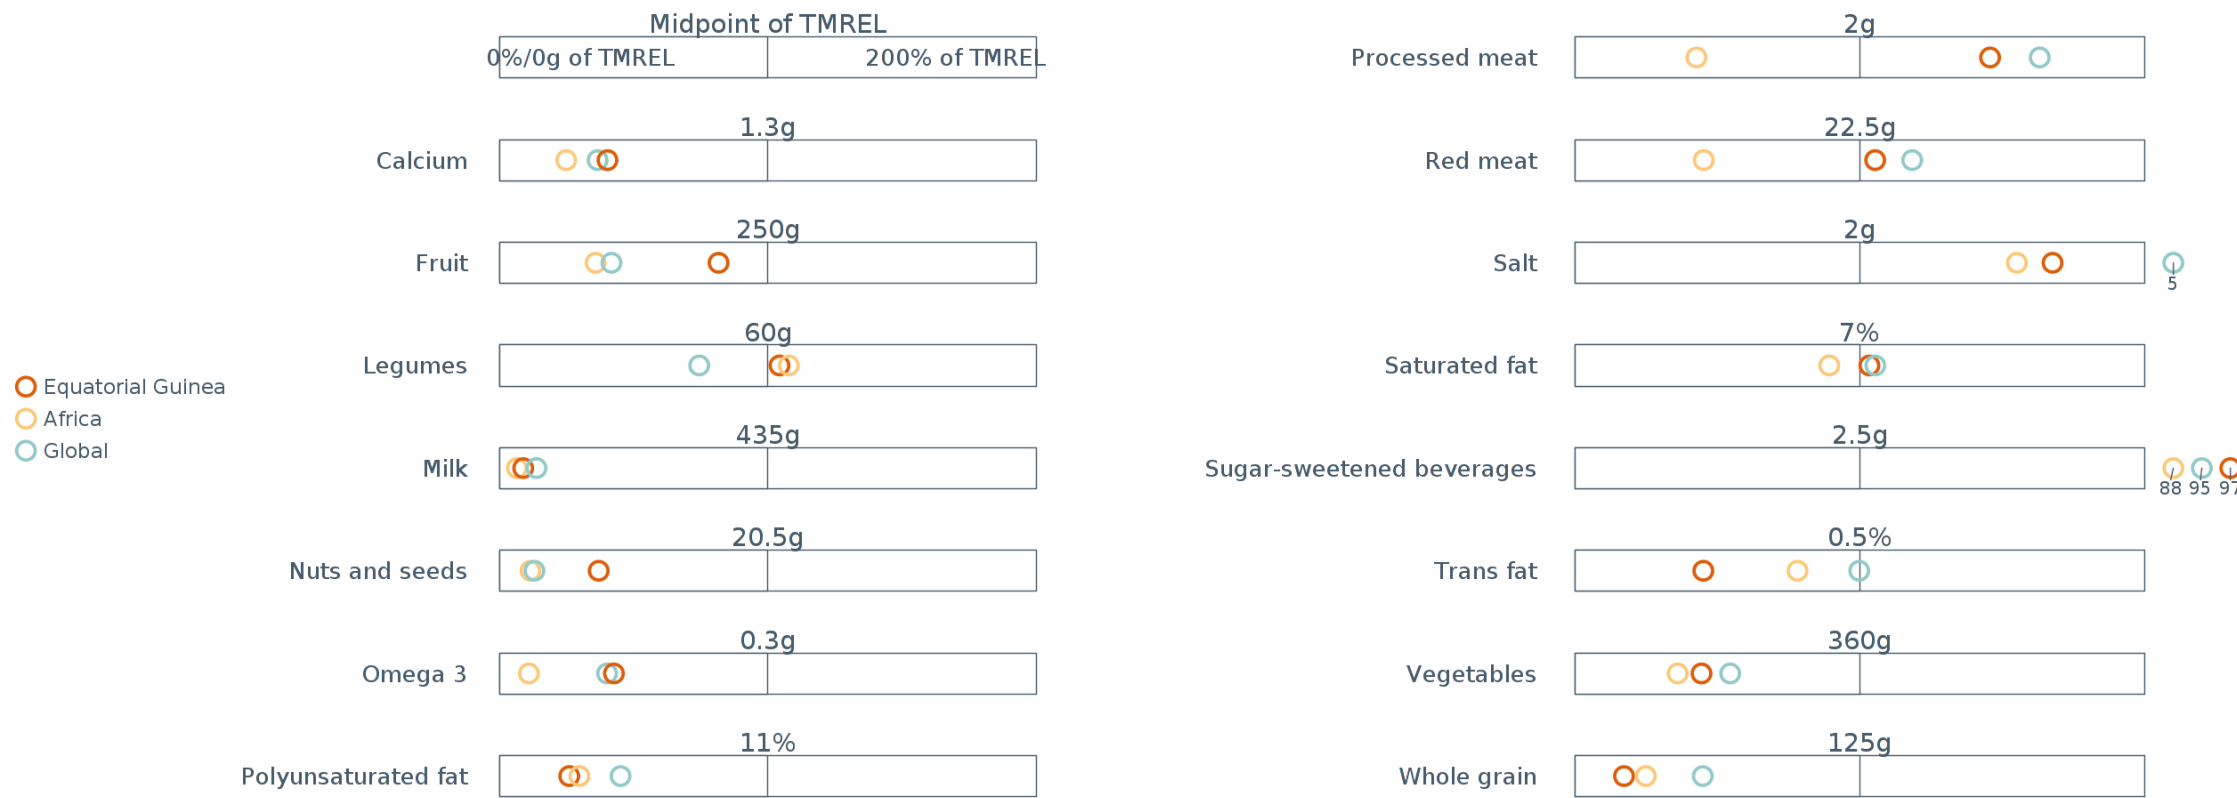 Midpoint of TMREL
0%/0g of TMREL
200% of TMREL
1.3g
Calcium
250g
Fruit
60g
Legumes
435g
Milk
20.5g
Nuts and seeds
0.3g
Omega 3
11%
Polyunsaturated fat
2g
Processed meat
22.5g
Red meat
2g
Salt
5
7%
Saturated fat
2.5g
Sugar-sweetened beverages
88 95 97
0.5%
Trans fat
360g
Vegetables
125g
Whole grain
Equatorial Guinea
Africa
Global